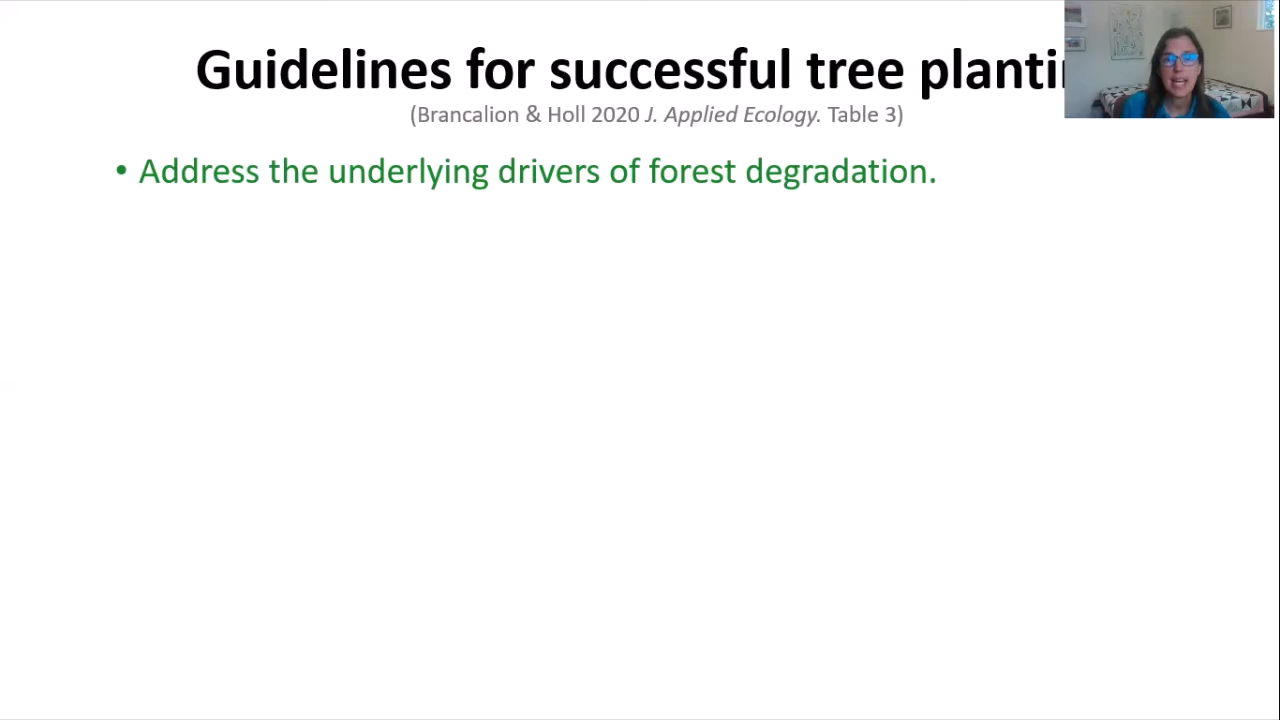 Guidelines for successful tree planti
(Brancalion & Holl 2020 J. Applied Ecology. Table 3)
• Address the underlying drivers of forest degradation.